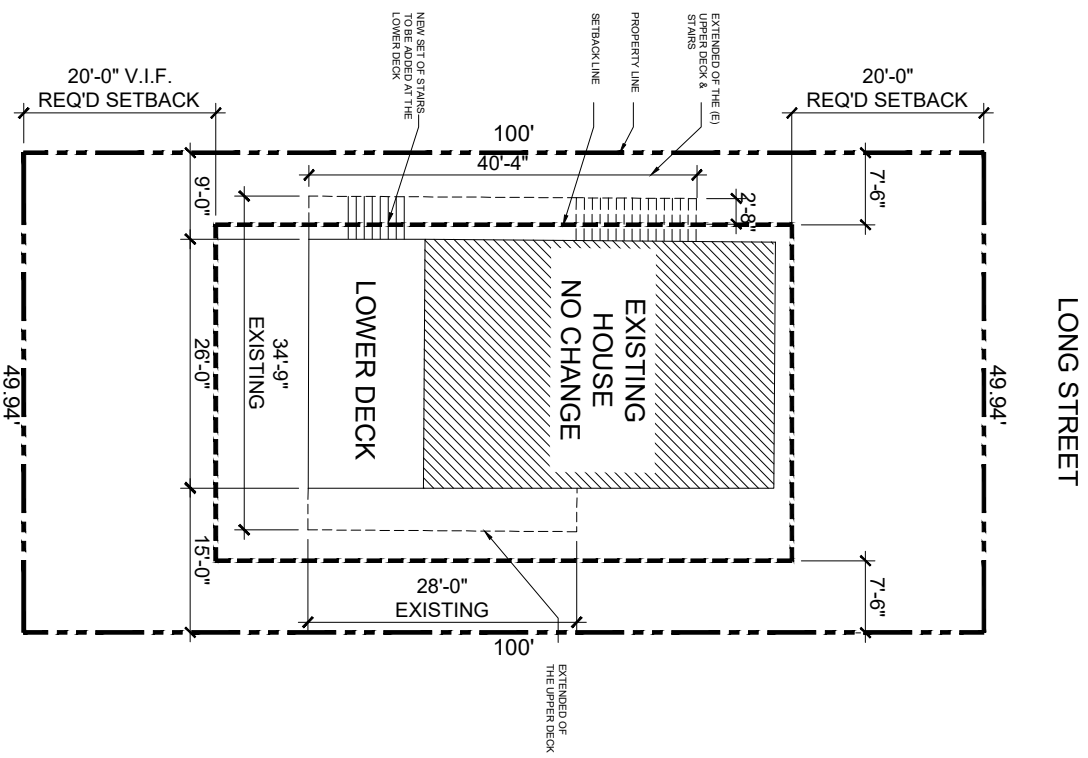 20'-0" V.I.F.
REQ'D SETBACK
NEW SET OF STAIRS
TO BE ADDED AT THE
LOWER DECK
SETBACK LINE
PROPERTY LINE
EXTENDED OF THE (E)
UPPER DECK &
STAIRS
20'-0"
REQ'D SETBACK
100'
40'-4"
9'-0"
2'-8"
7'-6"
LONG STREET
LOWER DECK
EXISTING
HOUSE
NO CHANGE
34'-9"
EXISTING
26'-0"
49.94'
49.94'
15'-0"
28'-0"
EXISTING
7'-6"
100'
EXTENDED OF
THE UPPER DECK